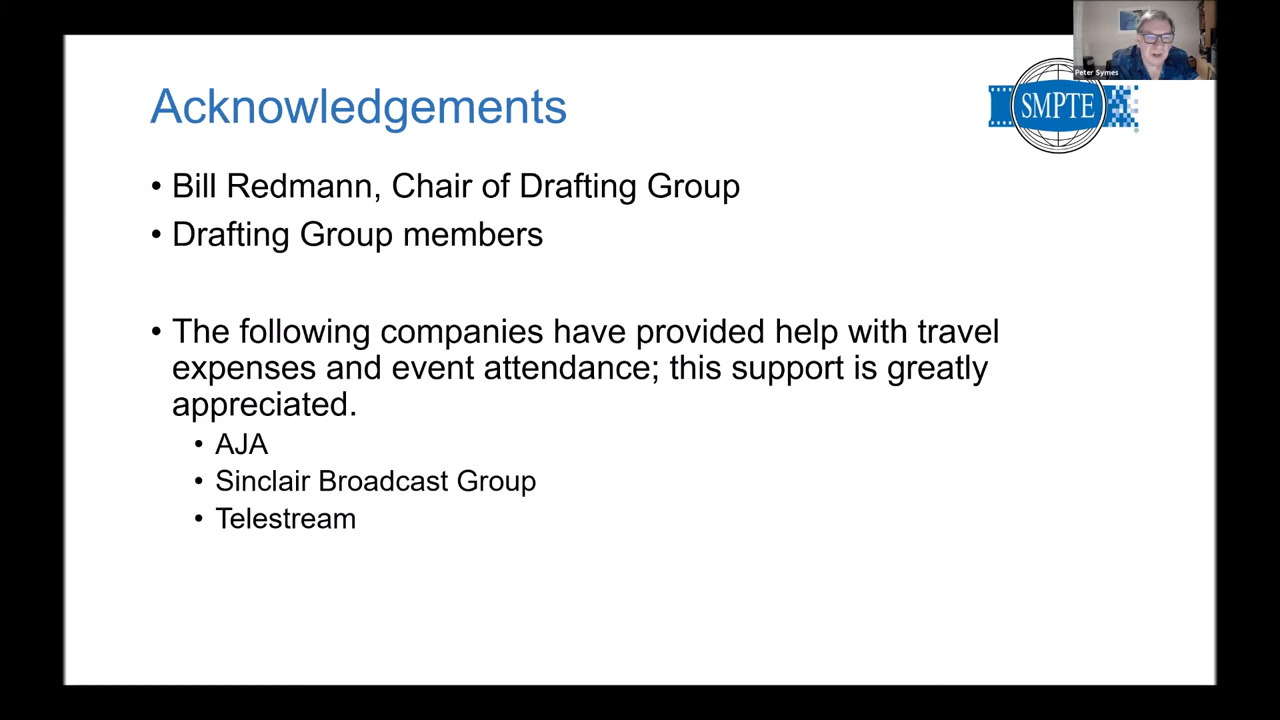 Peter Symes
Acknowledgements
SMPTE
• Bill Redmann, Chair of Drafting Group
• Drafting Group members
• The following companies have provided help with travel
expenses and event attendance; this support is greatly
appreciated.
• AJA
• Sinclair Broadcast Group
• Telestream